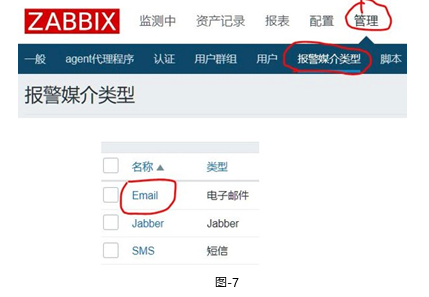 ZABBIX 监测中 资产记录 报表 配置 管理
一般 agent代理程序 认证 用户群组 用户 报警媒介类型 脚本
报警媒介类型
名称 ▲ 类型
Email 电子邮件
Jabber Jabber
SMS 短信
图-7